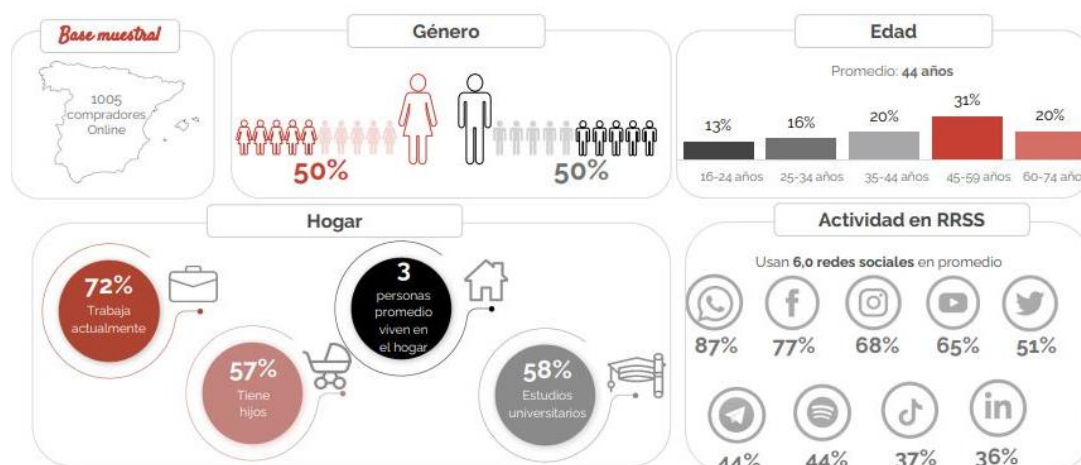 Base muestral
1005
compradores
Online
Género
50%
50%
Edad
Promedio: 44 años
13%
16%
20%
31%
20%
16-24 años
25-34 años
35-44 años
45-59 años
60-74 año
Hogar
72%
Trabaja
actualmente
57%
Tiene
hijos
3
personas
promedio
viven en
el hogar
58%
Estudios
universitarios
Actividad en RRSS
Usan 6,0 redes sociales en promedio
87%
77%
68%
65%
51%
in
44%
44%
37%
36%